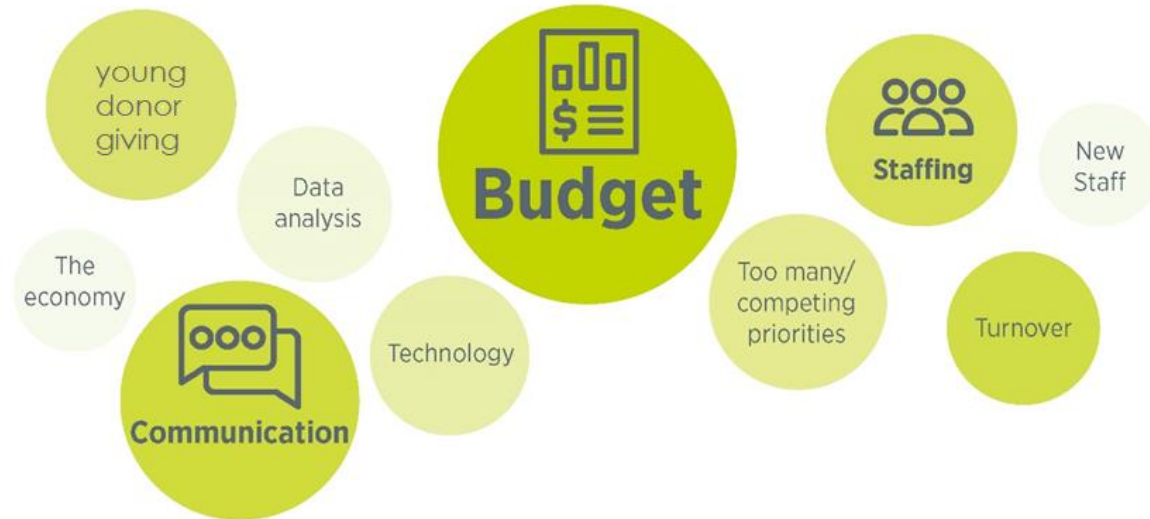 young
donor
giving
Data
analysis
The
economy
Communication
Technology
$
Budget
Too many/
competing
priorities
Staffing
New
Staff
Turnover